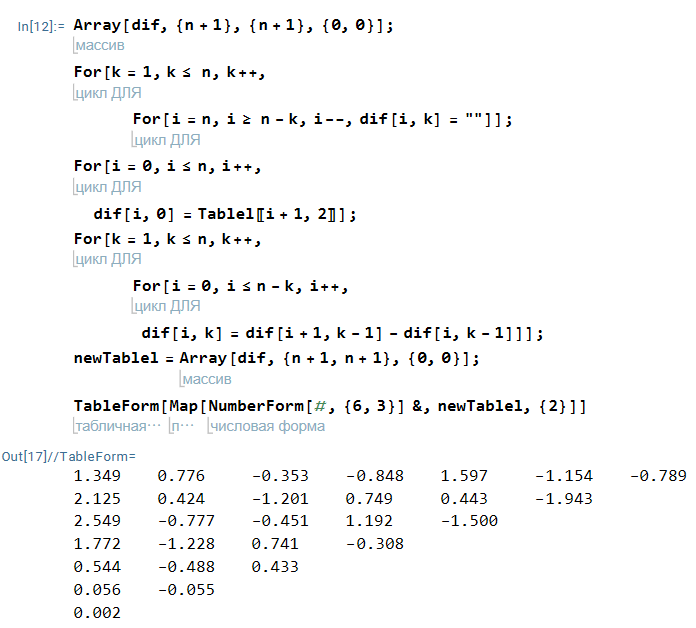 In[12]:= Array[dif, {n + 1}, {n + 1}, {0, 0}];
массив
For[k = 1, k ≤ n, k++,
цикл ДЛЯ
For[i = n, i ≥ n - k, i--, dif[i, k] = ""]];
цикл ДЛЯ
For[i = 0, i ≤ n, i++,
цикл ДЛЯ
dif[i, 0] = Tablel〚i + 1, 2〛];
For[k = 1, k ≤ n, k++,
цикл ДЛЯ
For[i = 0, i ≤ n - k, i++,
цикл ДЛЯ
dif[i, k] = dif[i + 1, k - 1] - dif[i, k - 1]]];
newTablel = Array[dif, {n + 1, n + 1}, {0, 0}];
массив
TableForm[Map[NumberForm[#, {6, 3}] &, newTablel, {2}]]
табличная⋯ п⋯ числовая форма
Out[17]//TableForm=
1.349 0.776 -0.353 -0.848 1.597 -1.154 -0.789
2.125 0.424 -1.201 0.749 0.443 -1.943
2.549 -0.777 -0.451 1.192 -1.500
1.772 -1.228 0.741 -0.308
0.544 -0.488 0.433
0.056 -0.055
0.002